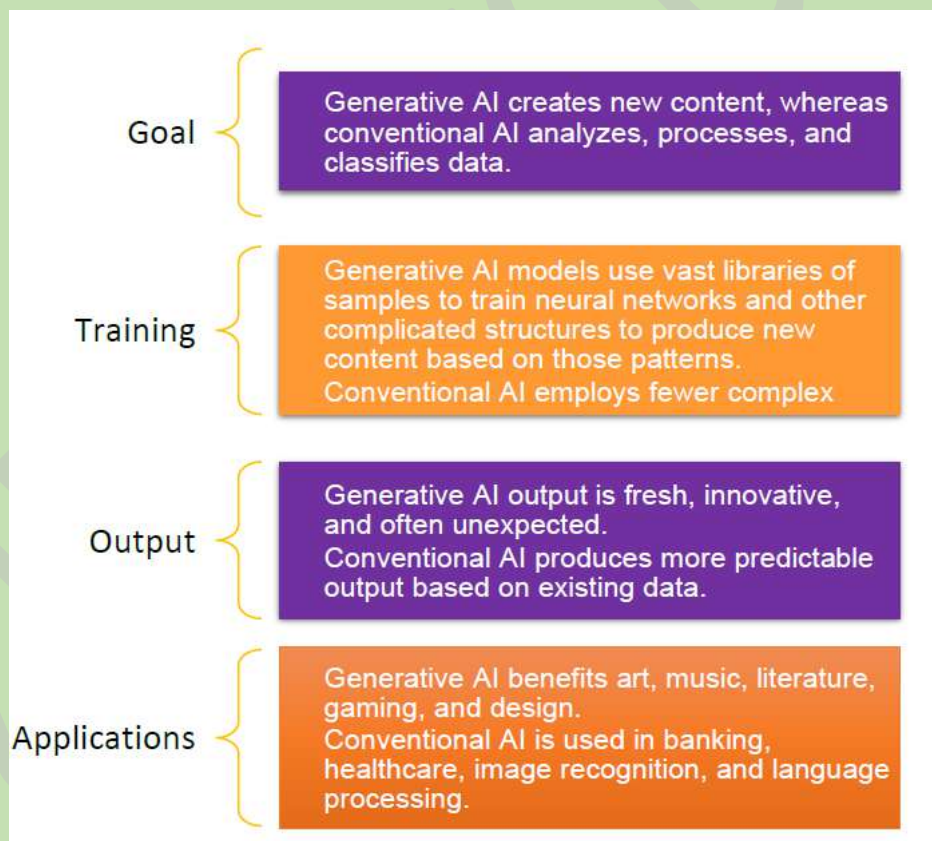 Goal
Generative AI creates new content, whereas
conventional AI analyzes, processes, and
classifies data.
Training
Generative AI models use vast libraries of
samples to train neural networks and other
complicated structures to produce new
content based on those patterns.
Conventional AI employs fewer complex
Output
Generative AI output is fresh, innovative,
and often unexpected.
Conventional AI produces more predictable
output based on existing data.
Applications
Generative AI benefits art, music, literature,
gaming, and design.
Conventional AI is used in banking,
healthcare, image recognition, and language
processing.